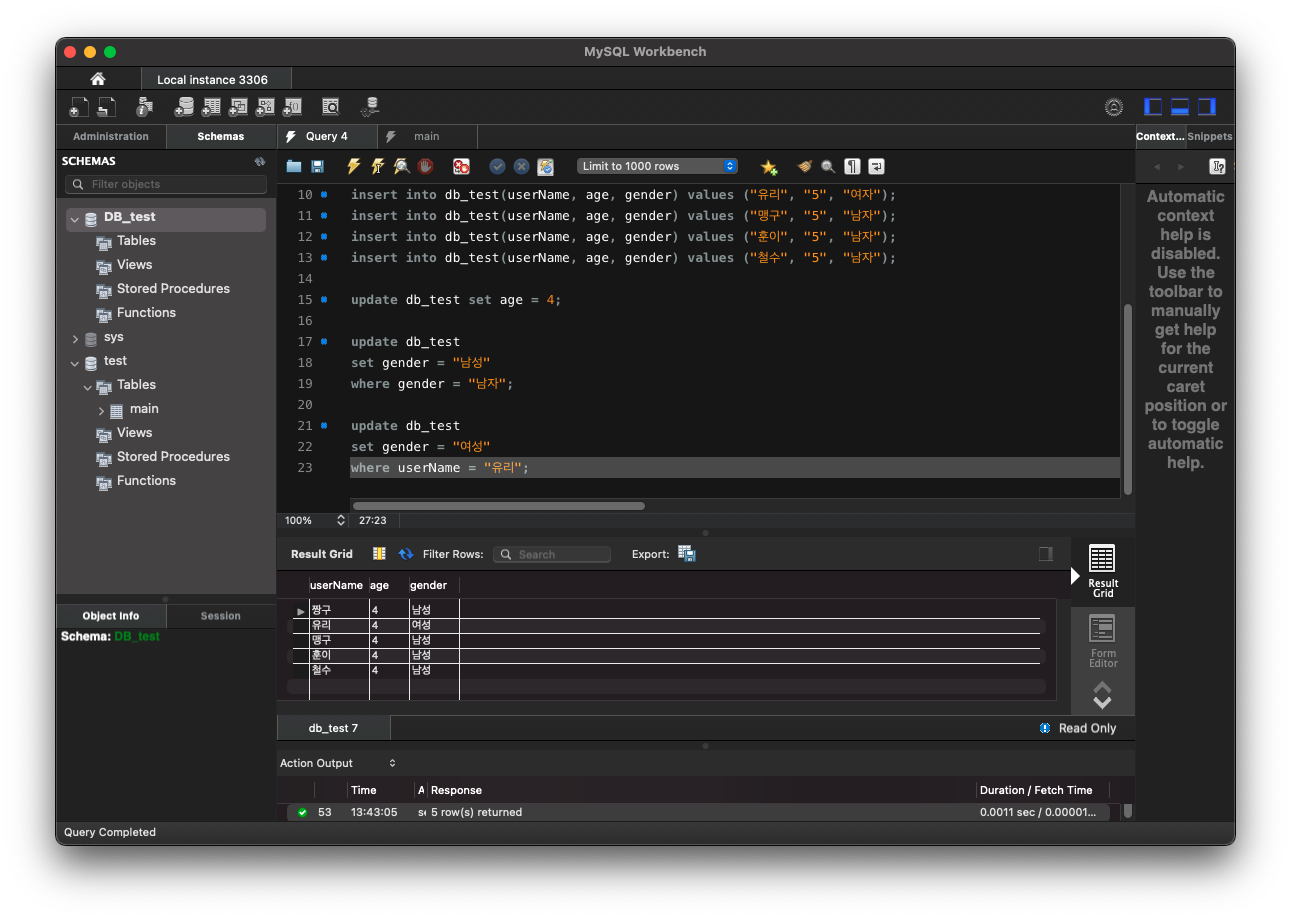 MySQL Workbench
Local instance 3306
Administration Schemas Query 4 main Context... Snippets
SCHEMAS
Filter objects
Limit to 1000 rows
DB_test
Tables
Views
Stored Procedures
Functions
sys
test
Tables
main
Views
Stored Procedures
Functions
10 insert into db_test(userName, age, gender) values ("유리", "5", "여자");
11 insert into db_test(userName, age, gender) values ("맹구", "5", "남자");
12 insert into db_test(userName, age, gender) values ("훈이", "5", "남자");
13 insert into db_test(userName, age, gender) values ("철수", "5", "남자");
14
15 update db_test set age = 4;
16
17 update db_test
18 set gender = "남성"
19 where gender = "남자";
20
21 update db_test
22 set gender = "여성"
23 where userName = "유리";
100% 27:23
Automatic
context
help is
disabled.
Use the
toolbar to
manually
get help
for the
current
caret
position or
to toggle
automatic
help.
Result Grid Filter Rows: Search Export:
userName age gender
짱구 4 남성
유리 4 여성
맹구 4 남성
훈이 4 남성
철수 4 남성
Result
Grid
Form
Editor
db_test 7 Read Only
Object Info Session
Schema: DB_test
Action Output
Time A Response Duration / Fetch Time
53 13:43:05 se 5 row(s) returned 0.0011 sec / 0.00001...
Query Completed